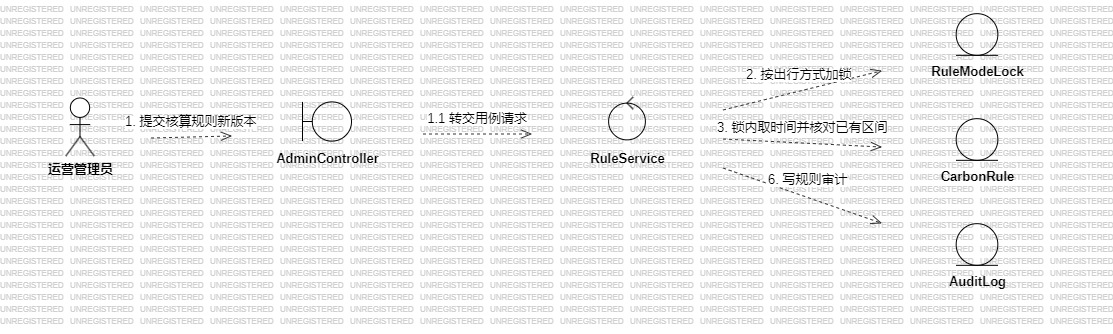 RuleModeLock
2. 按出行方式加锁
1. 提交核算规则新版本
1.1 转交用例请求
3. 锁内取时间并核对已有区间
运营管理员
AdminController
RuleService
CarbonRule
6. 写规则审计
AuditLog
UNREGISTERED